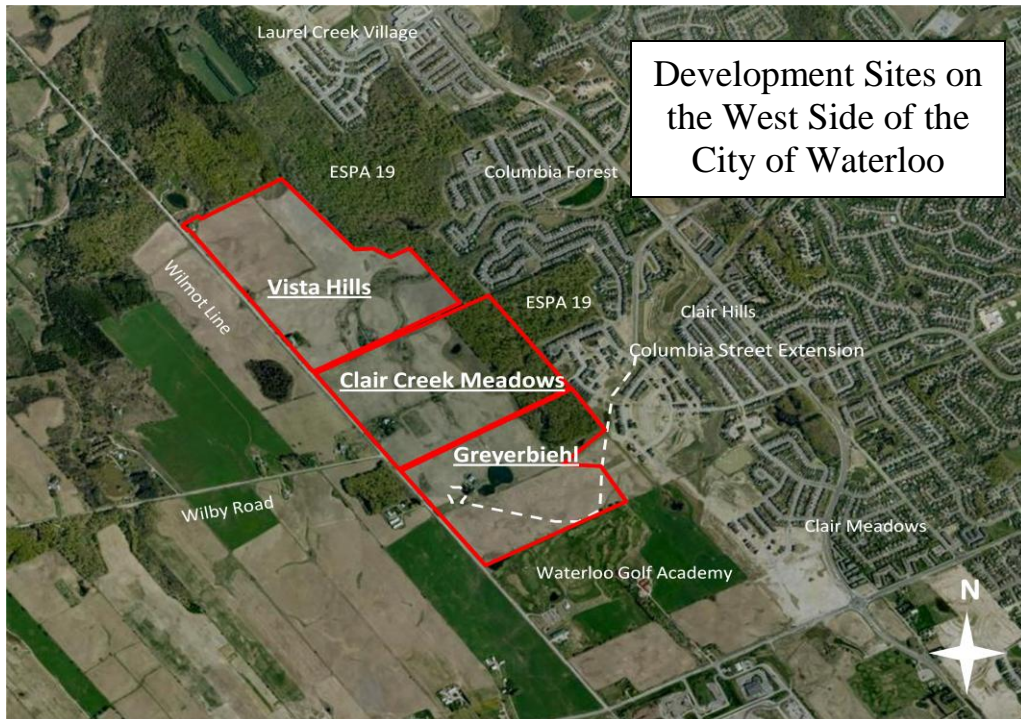 Laurel Creek Village
Development Sites on
the West Side of the
City of Waterloo
ESPA 19
Columbia Forest
Wilmot Line
Vista Hills
ESPA 19
Clair Hills
Columbia Street Extension
Clair Creek Meadows
Greyerbiehl
Wilby Road
Clair Meadows
Waterloo Golf Academy
N